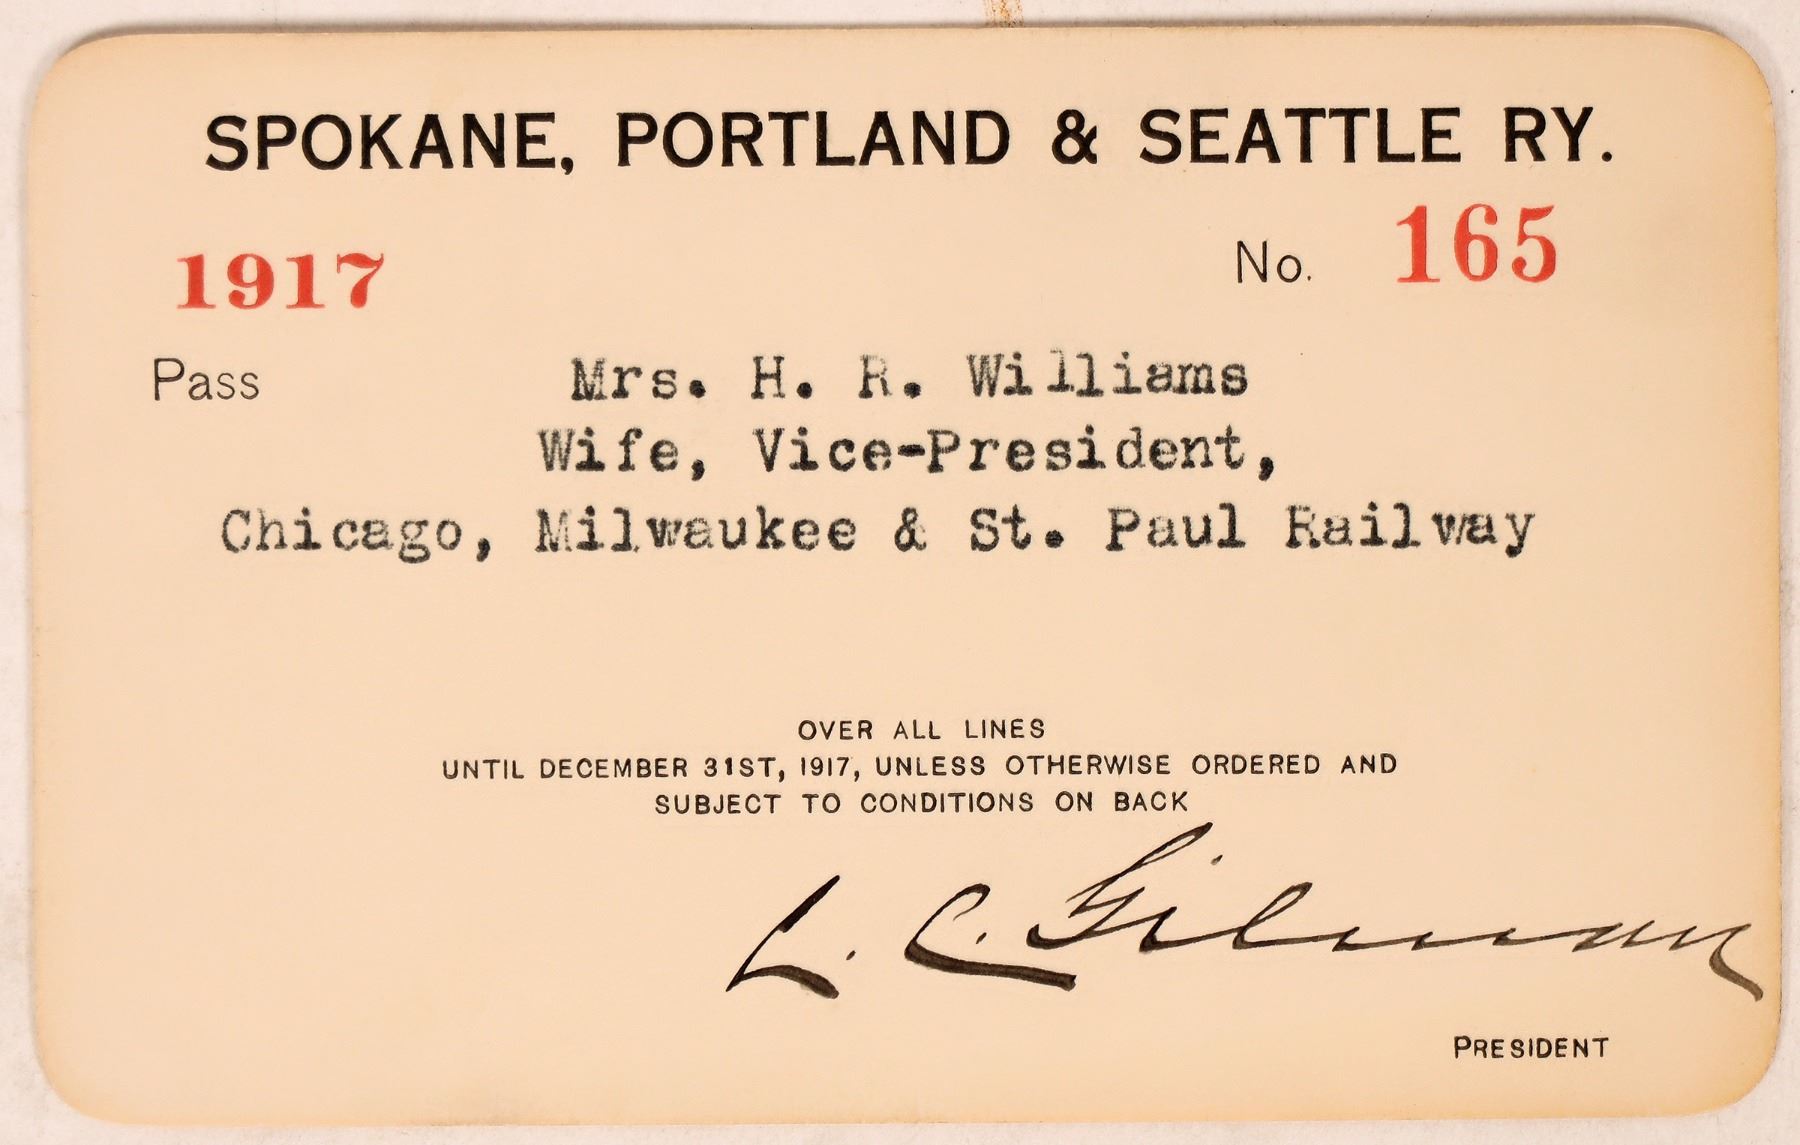 SPOKANE, PORTLAND & SEATTLE RY.
1917 No. 165
Pass Mrs. H. R. Williams
Wife, Vice-President,
Chicago, Milwaukee & St. Paul Railway
OVER ALL LINES
UNTIL DECEMBER 31ST, 1917, UNLESS OTHERWISE ORDERED AND
SUBJECT TO CONDITIONS ON BACK
L. C. Gilman
PRESIDENT